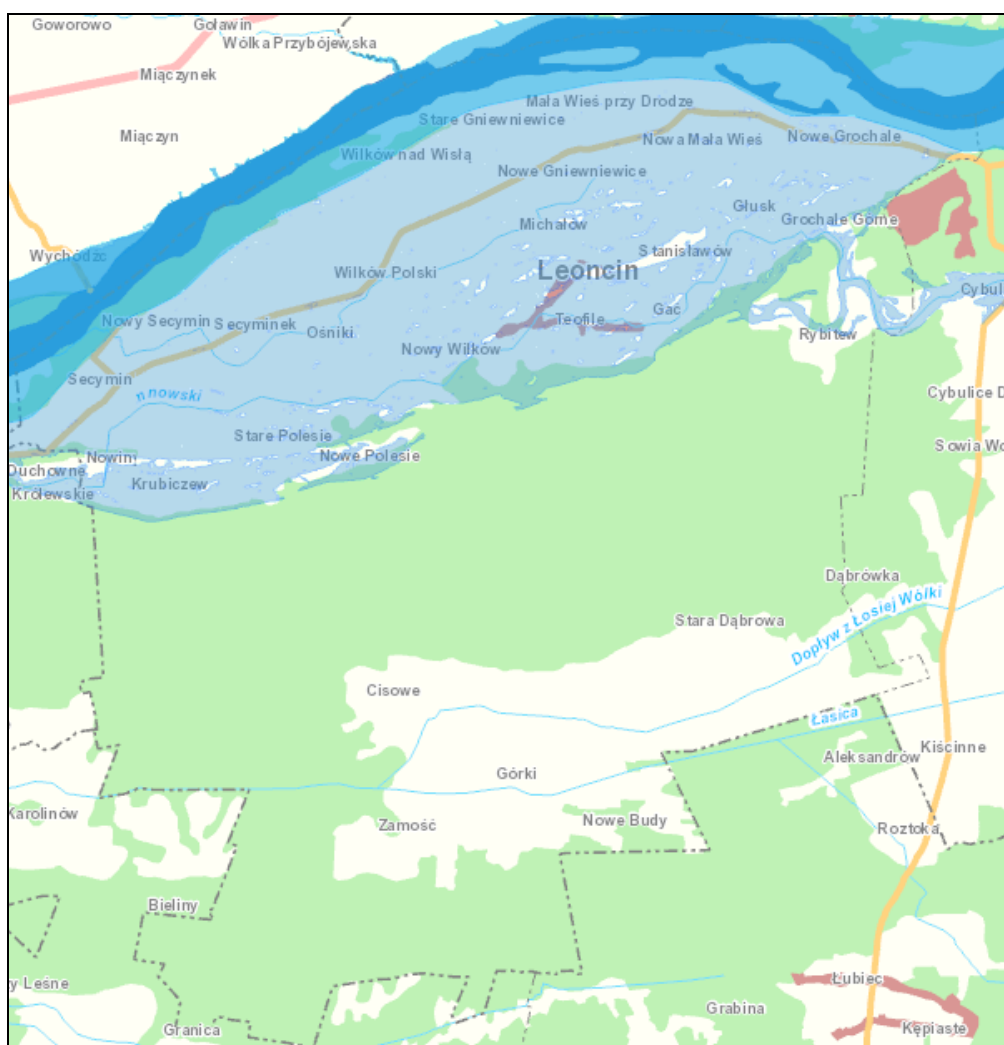 Goworowo
Goławin
Wólka Przybójewska
Miączynek
Miączyn
Mała Wieś przy Drodze
Stare Gniewniewice
Nowa Mała Wieś
Nowe Grochale
Wilków nad Wisłą
Nowe Gniewniewice
Głusk
Grochale Górne
Michałów
Stanisławów
Wychódźc
Wilków Polski
Leoncin
Cybul
Nowy Secymin
Secyminek
Ośniki
Teofile
Gać
Rybitew
Nowy Wilków
Secymin
nowski
Cybulice D
Stare Polesie
Nowe Polesie
Sowia Wo
Duchowne
Nowiny
Królewskie
Krubiczew
Dąbrówka
Stara Dąbrowa
Dopływ z Łosiej Wólki
Cisowe
Łasica
Aleksandrów
Kiścinne
Górki
Karolinów
Zamość
Nowe Budy
Roztoka
Bieliny
ry Leśne
Łubiec
Grabina
Granica
Kępiaste